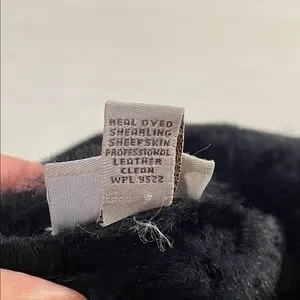 REAL DYED
SHEARLING
SHEEPSKIN
PROFESSIONAL
LEATHER
CLEAN
WPL 9522